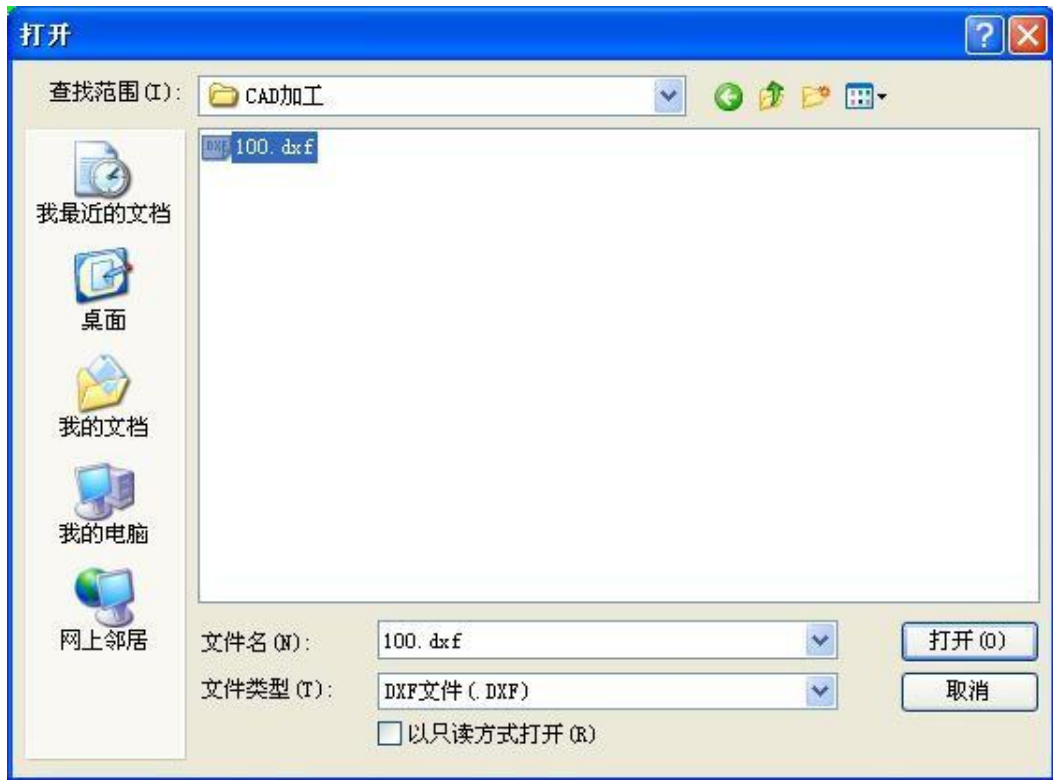 打开
查找范围(I):
CAD加工
100.dxf
我最近的文档
桌面
我的文档
我的电脑
网上邻居
文件名(N):
100.dxf
打开(O)
文件类型(T):
DXF文件(.DXF)
取消
以只读方式打开(R)